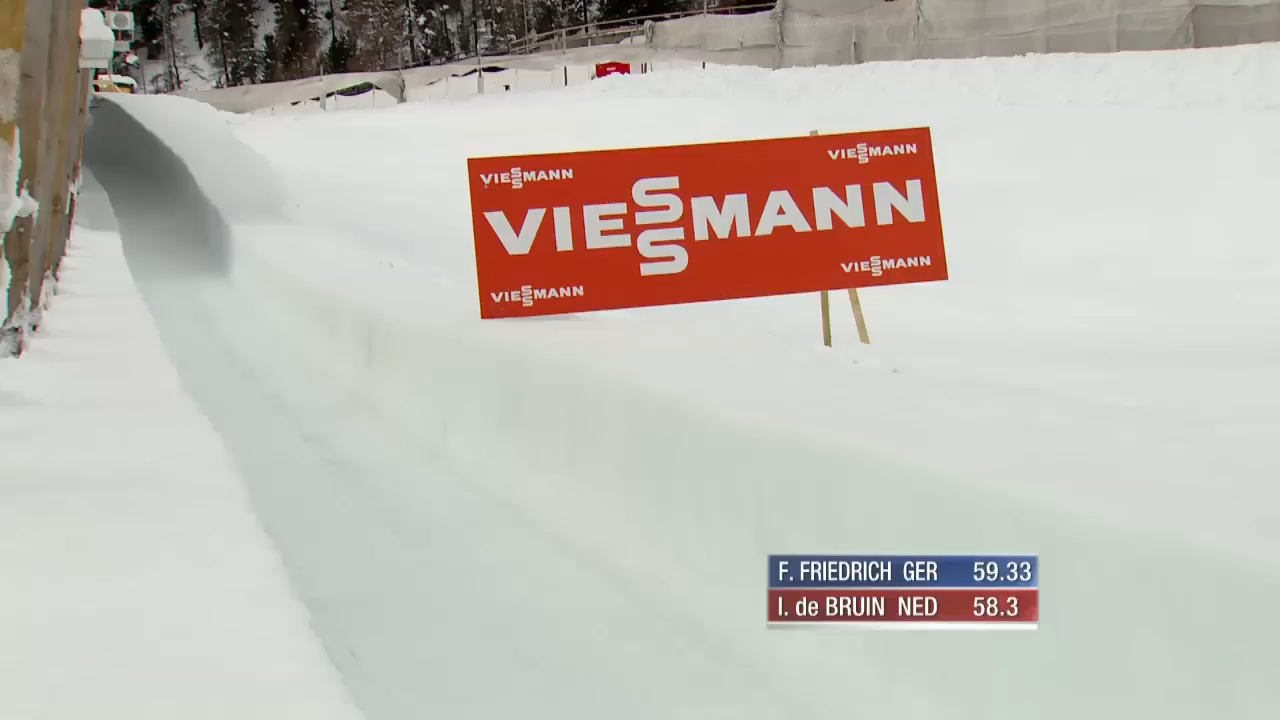 VIESSMANN
VIESSMANN
VIESSMANN
VIESSMANN
VIESSMANN
F. FRIEDRICH GER 59.33
I. de BRUIN NED 58.3